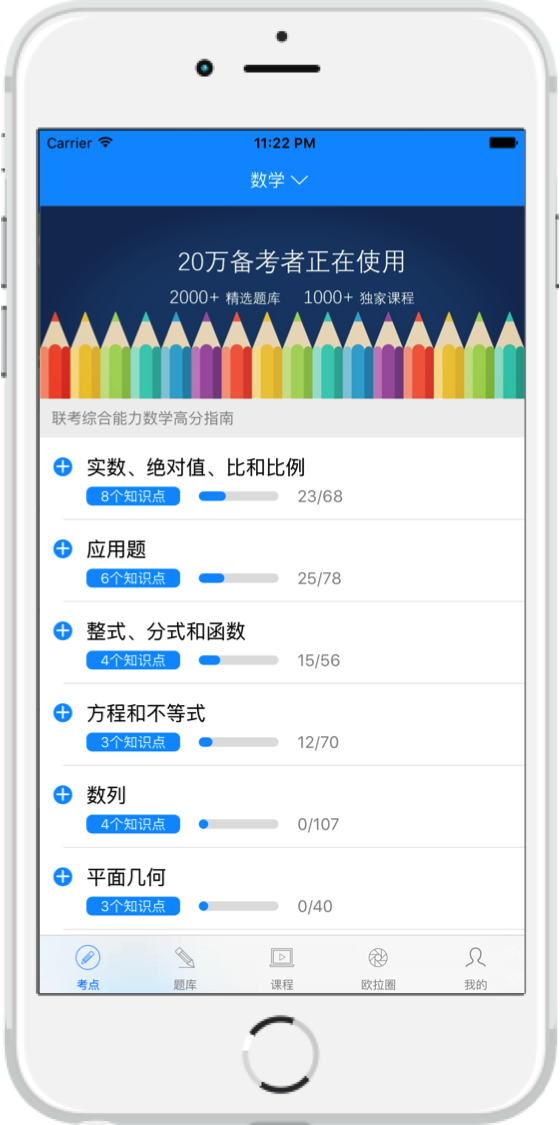 Carrier 11:22 PM
数学
20万备考者正在使用
2000+ 精选题库 1000+ 独家课程
联考综合能力数学高分指南
实数、绝对值、比和比例
8个知识点 23/68
应用题
6个知识点 25/78
整式、分式和函数
4个知识点 15/56
方程和不等式
3个知识点 12/70
数列
4个知识点 0/107
平面几何
3个知识点 0/40
考点 题库 课程 欧拉圈 我的